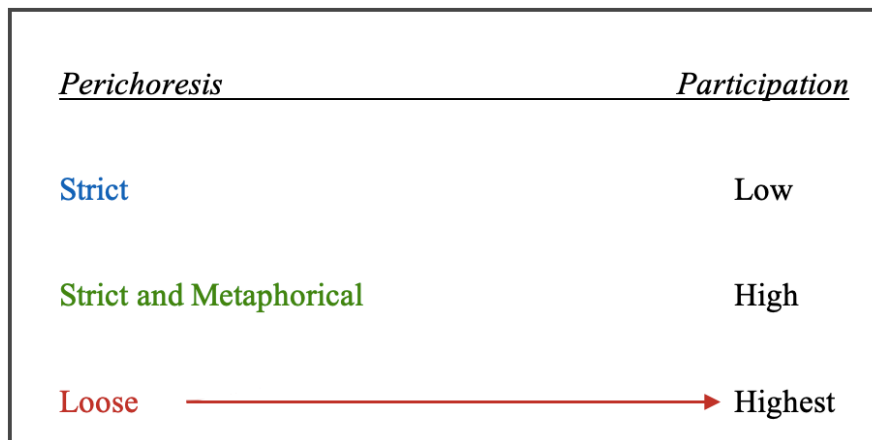 Perichoresis Participation
Strict Low
Strict and Metaphorical High
Loose Highest